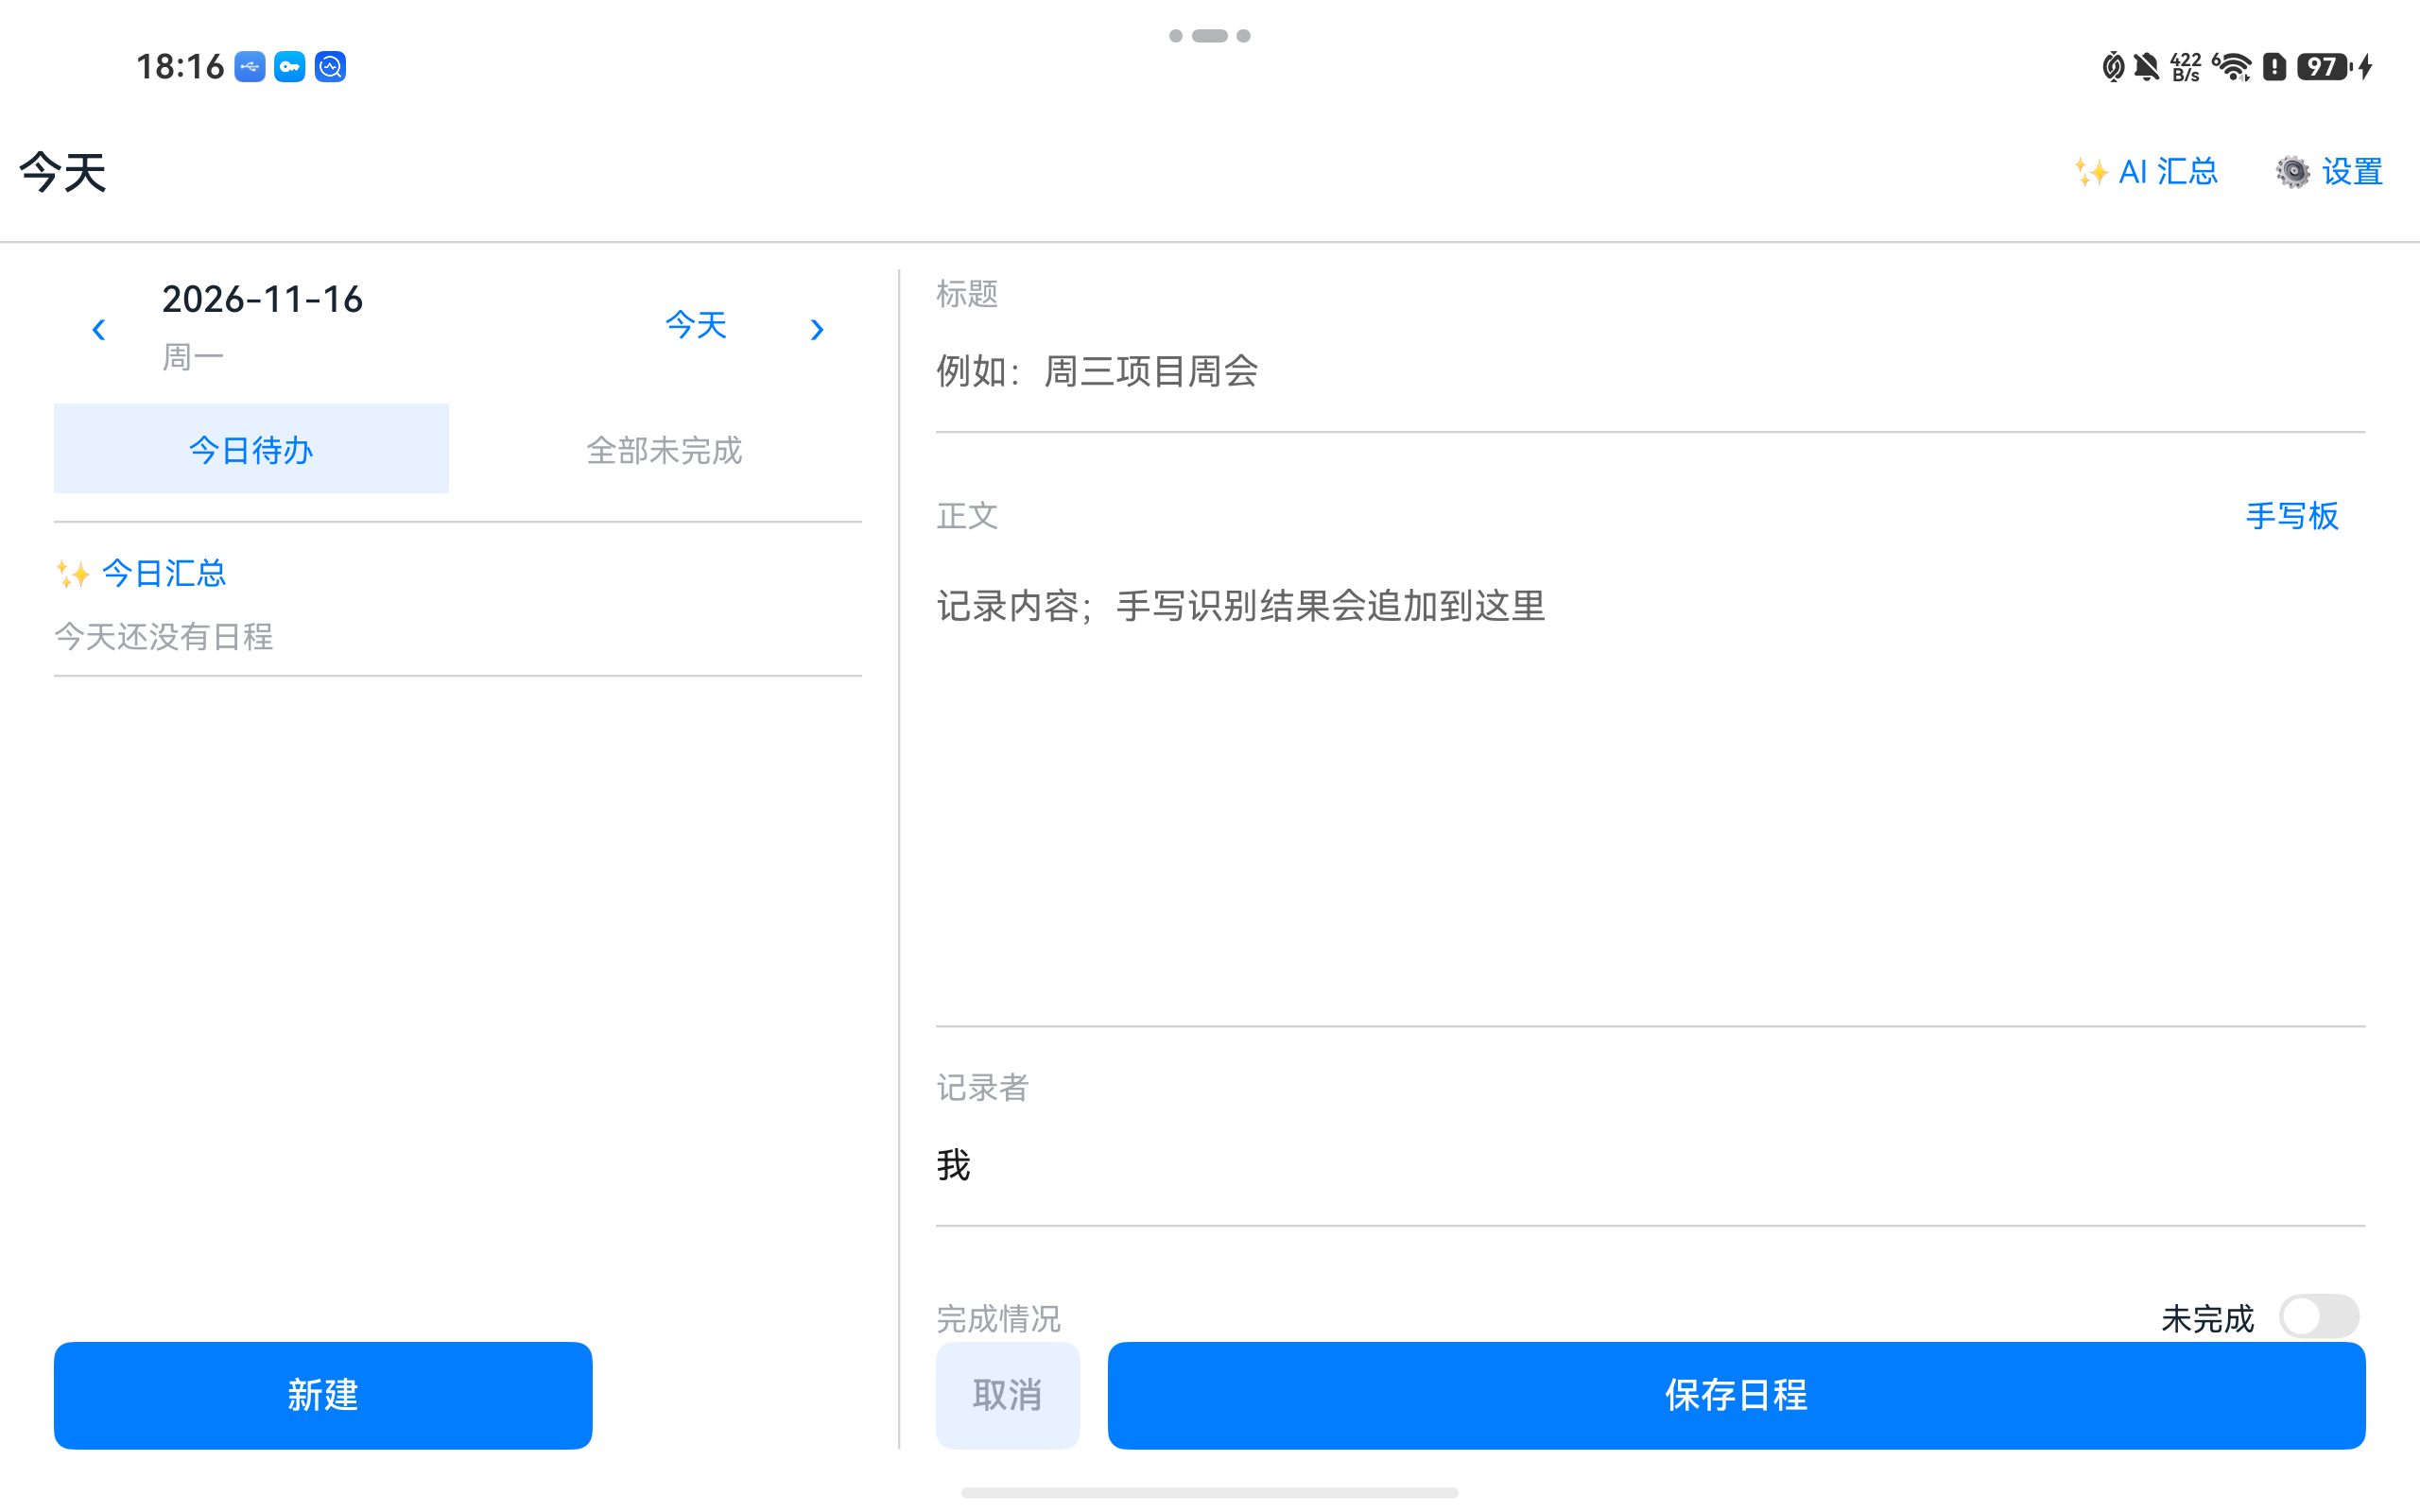 18:16
422 B/s
6
97
今天
✨ AI 汇总
⚙️ 设置
‹
2026-11-16
周一
今天
›
今日待办
全部未完成
✨ 今日汇总
今天还没有日程
新建
标题
例如：周三项目周会
正文
手写板
记录内容；手写识别结果会追加到这里
记录者
我
完成情况
未完成
取消
保存日程